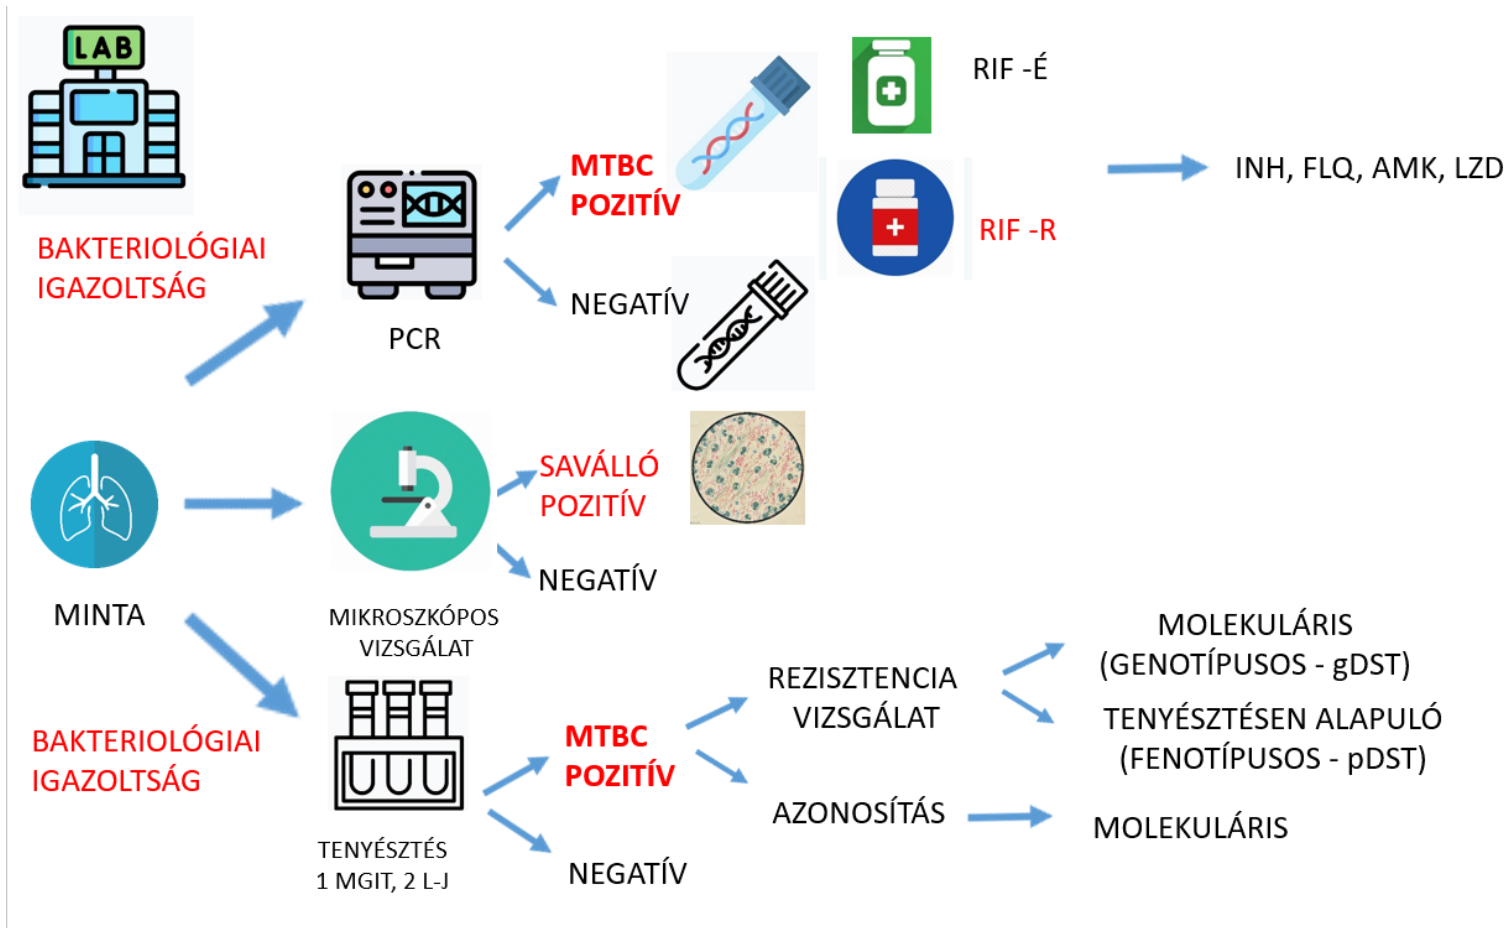 LAB
BAKTERIOLÓGIAI
IGAZOLTSÁG
PCR
MTBC
POZITÍV
NEGATÍV
RIF -É
RIF -R
INH, FLQ, AMK, LZD
MINTA
MIKROSZKÓPOS
VIZSGÁLAT
SAVÁLLÓ
POZITÍV
NEGATÍV
BAKTERIOLÓGIAI
IGAZOLTSÁG
TENYÉSZTÉS
1 MGIT, 2 L-J
MTBC
POZITÍV
NEGATÍV
REZISZTENCIA
VIZSGÁLAT
AZONOSÍTÁS
MOLEKULÁRIS
(GENOTÍPUSOS - gDST)
TENYÉSZTÉSEN ALAPULÓ
(FENOTÍPUSOS - pDST)
MOLEKULÁRIS